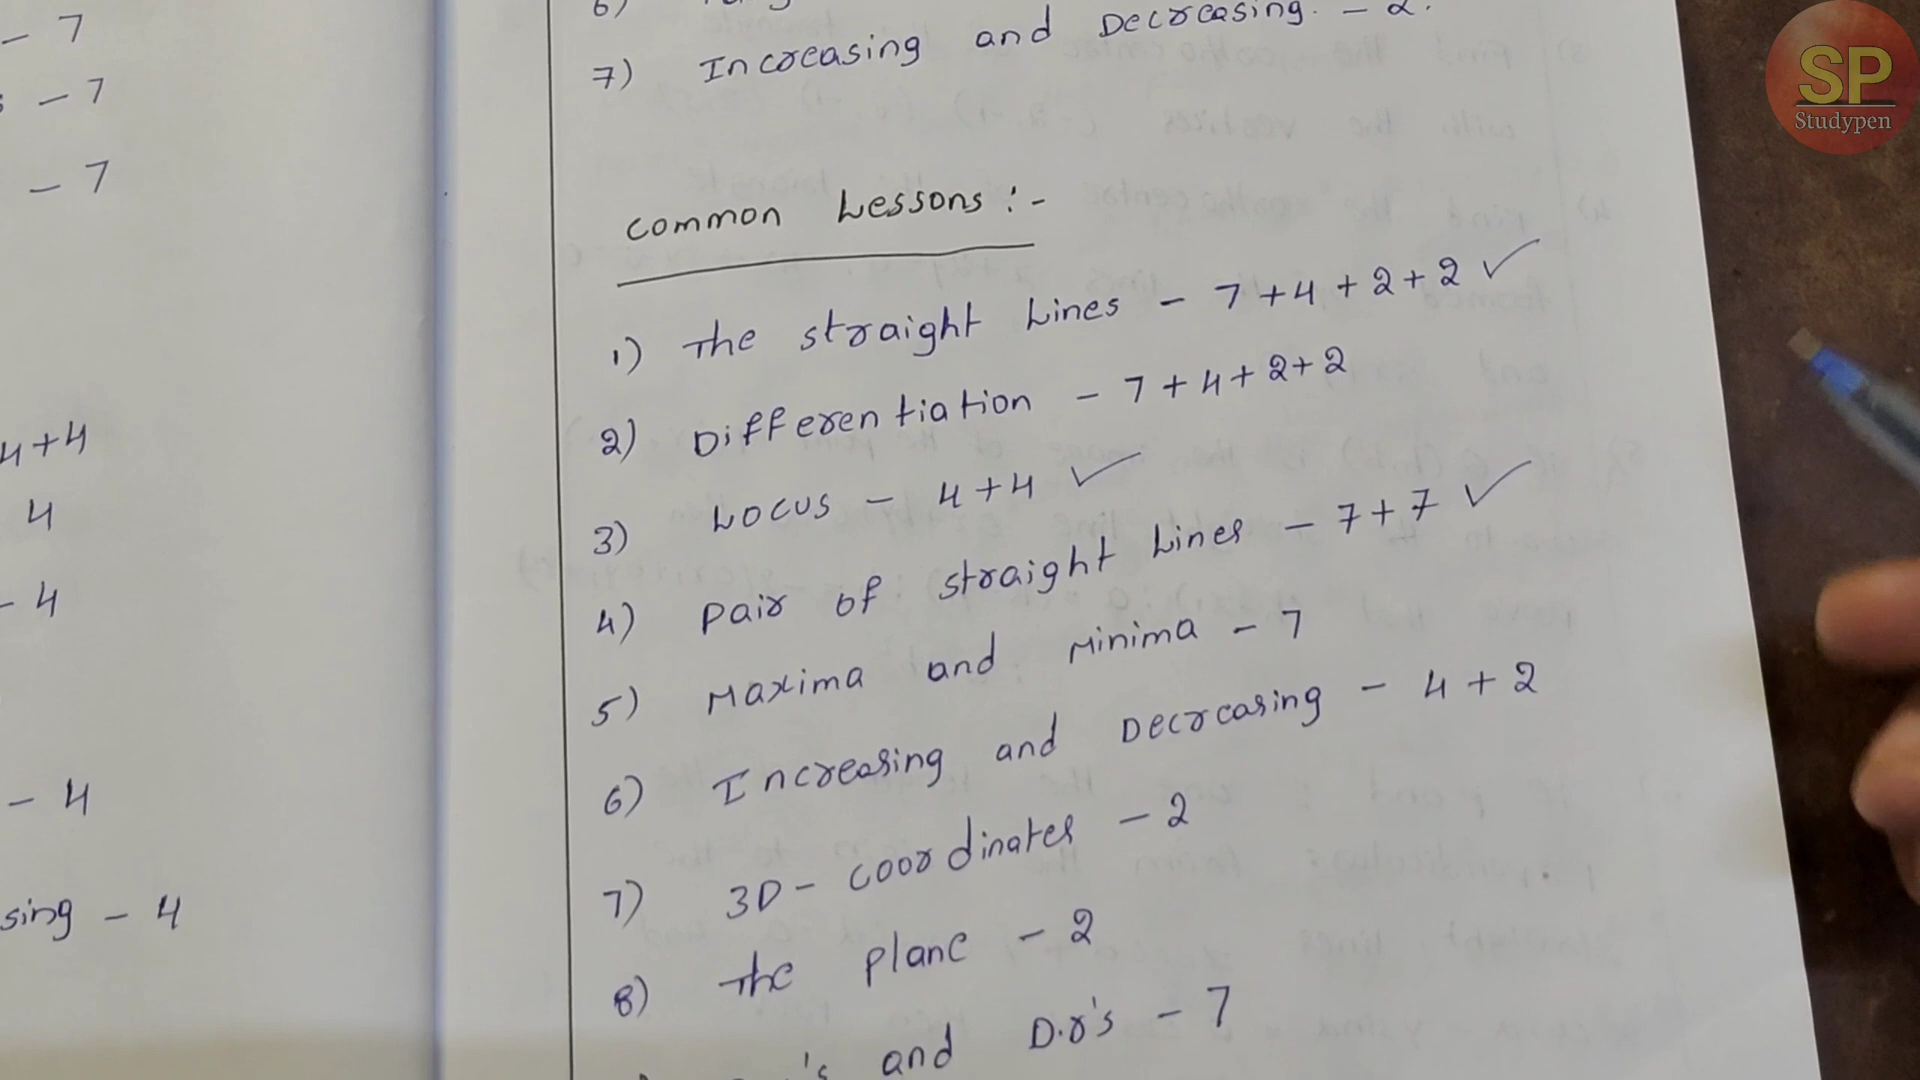 - 7
- 7
- 7
4+4
4
- 4
- 4
sing - 4
6)
7) Increasing and Decreasing. - 2.
Common Lessons :-
1) The straight Lines - 7+4+2+2 ✓
2) Differentiation - 7+4+2+2
3) Locus - 4+4 ✓
4) Pair of straight Lines - 7+7 ✓
5) Maxima and Minima - 7
6) Increasing and Decreasing - 4+2
7) 3D - coordinates - 2
8) The plane - 2
's and D.r's - 7
SP
Studypen